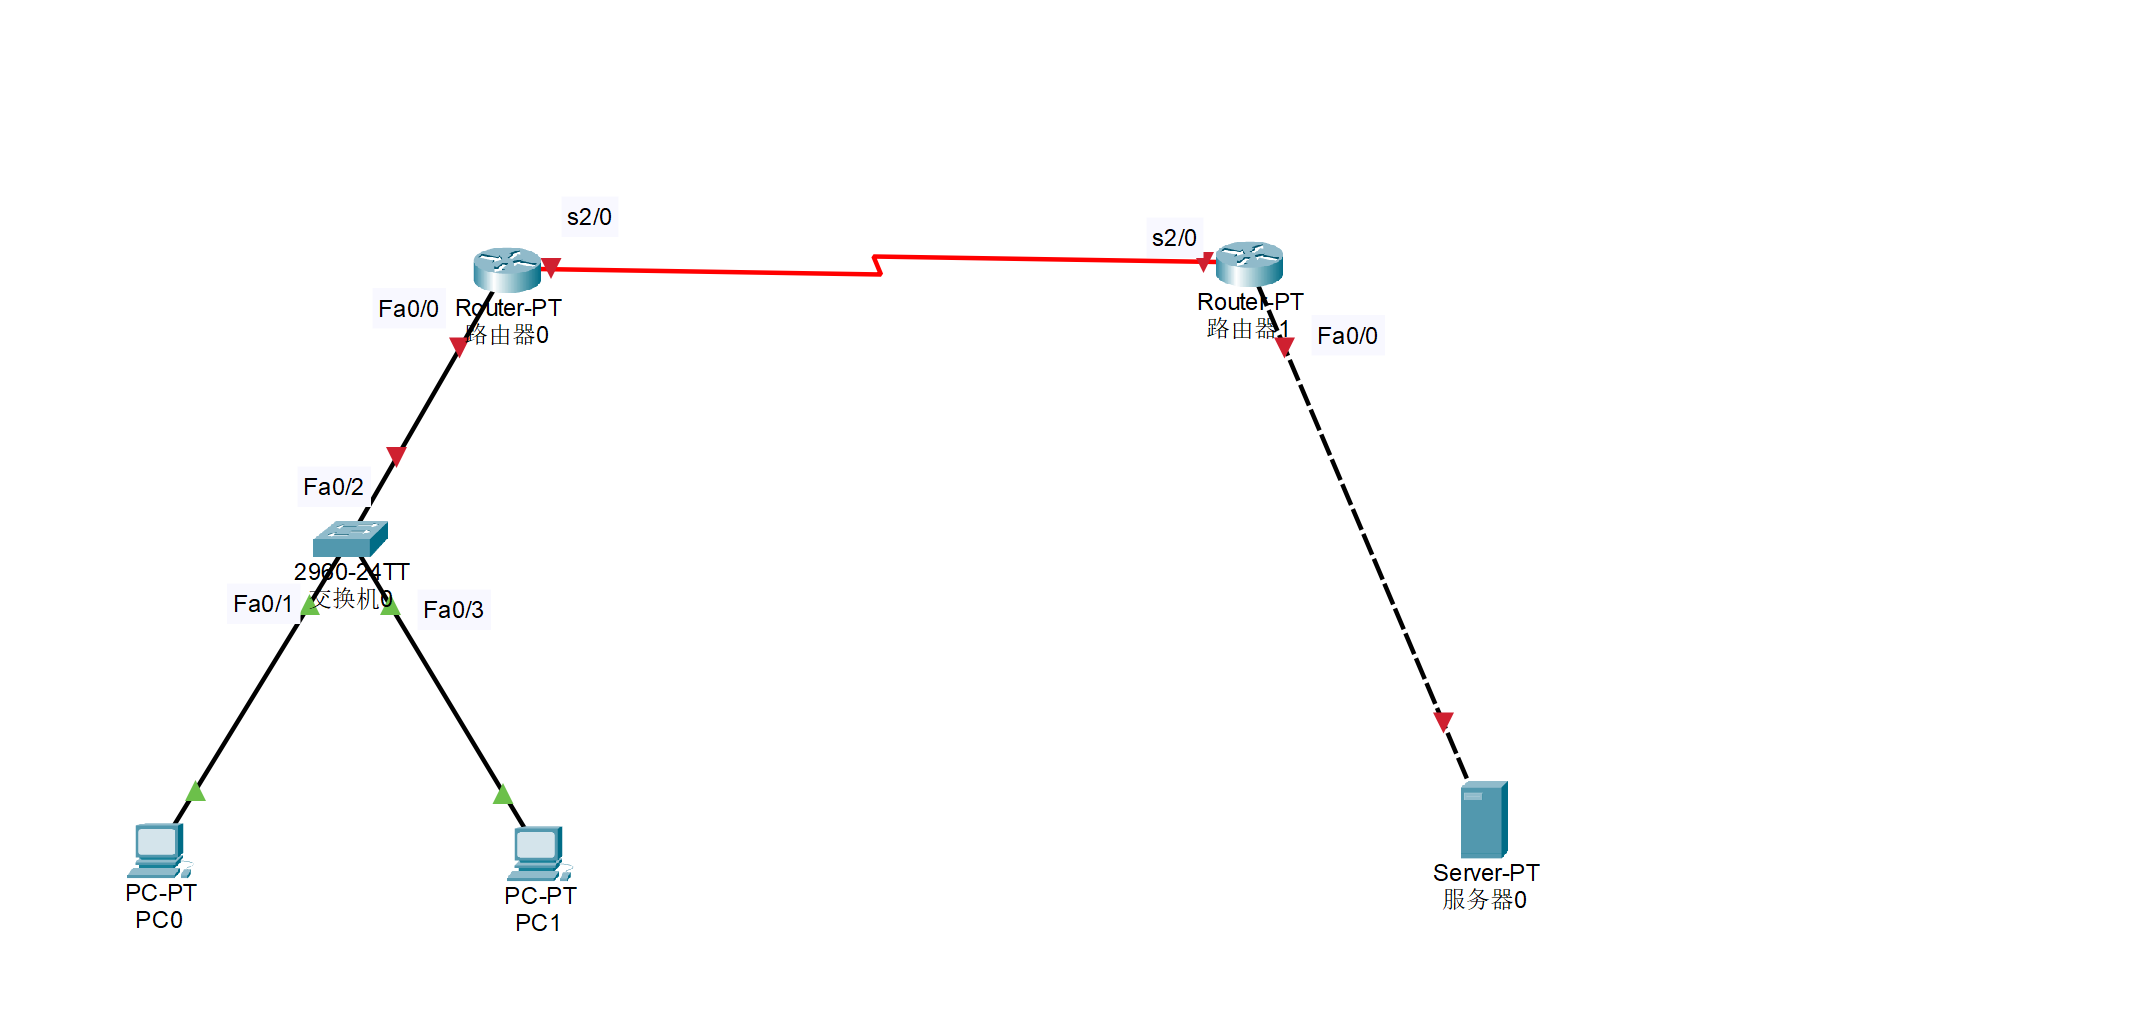 s2/0
s2/0
Fa0/0
Router-PT
路由器0
Router-PT
路由器1
Fa0/0
Fa0/2
2960-24TT
交换机0
Fa0/1
Fa0/3
PC-PT
PC0
PC-PT
PC1
Server-PT
服务器0